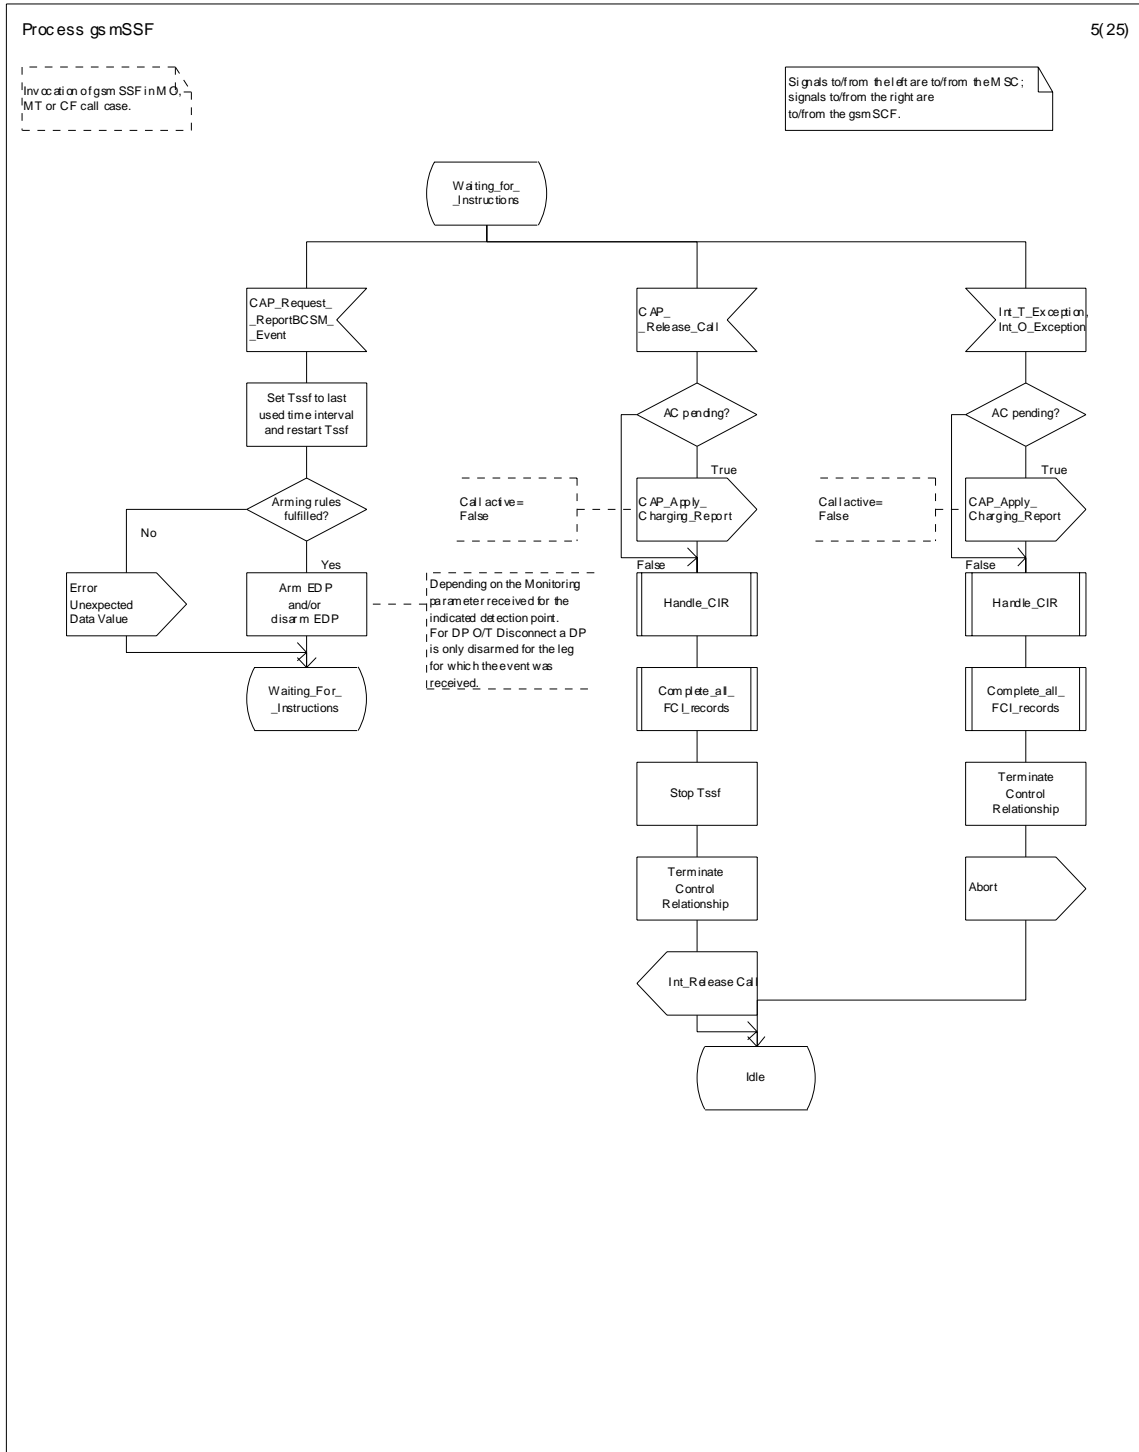 Process gsmSSF
5(25)
Invocation of gsmSSF in MO,
MT or CF call case.
Signals to/from the left are to/from the MSC;
signals to/from the right are
to/from the gsmSCF.
Waiting_for_
_Instructions
CAP_Request_
_ReportBCSM_
_Event
CAP_
_Release_Call
Int_T_Exception,
Int_O_Exception
Set Tssf to last
used time interval
and restart Tssf
AC pending?
AC pending?
True
True
Arming rules
fulfilled?
Call active=
False
CAP_Apply_
Charging_Report
Call active=
False
CAP_Apply_
Charging_Report
No
Yes
False
False
Error
Unexpected
Data Value
Arm EDP
and/or
disarm EDP
Depending on the Monitoring
parameter received for the
indicated detection point.
For DP O/T Disconnect a DP
is only disarmed for the leg
for which the event was
received.
Handle_CIR
Handle_CIR
Waiting_For_
_Instructions
Complete_all_
FCI_records
Complete_all_
FCI_records
Stop Tssf
Terminate
Control
Relationship
Terminate
Control
Relationship
Abort
Int_Release Call
Idle